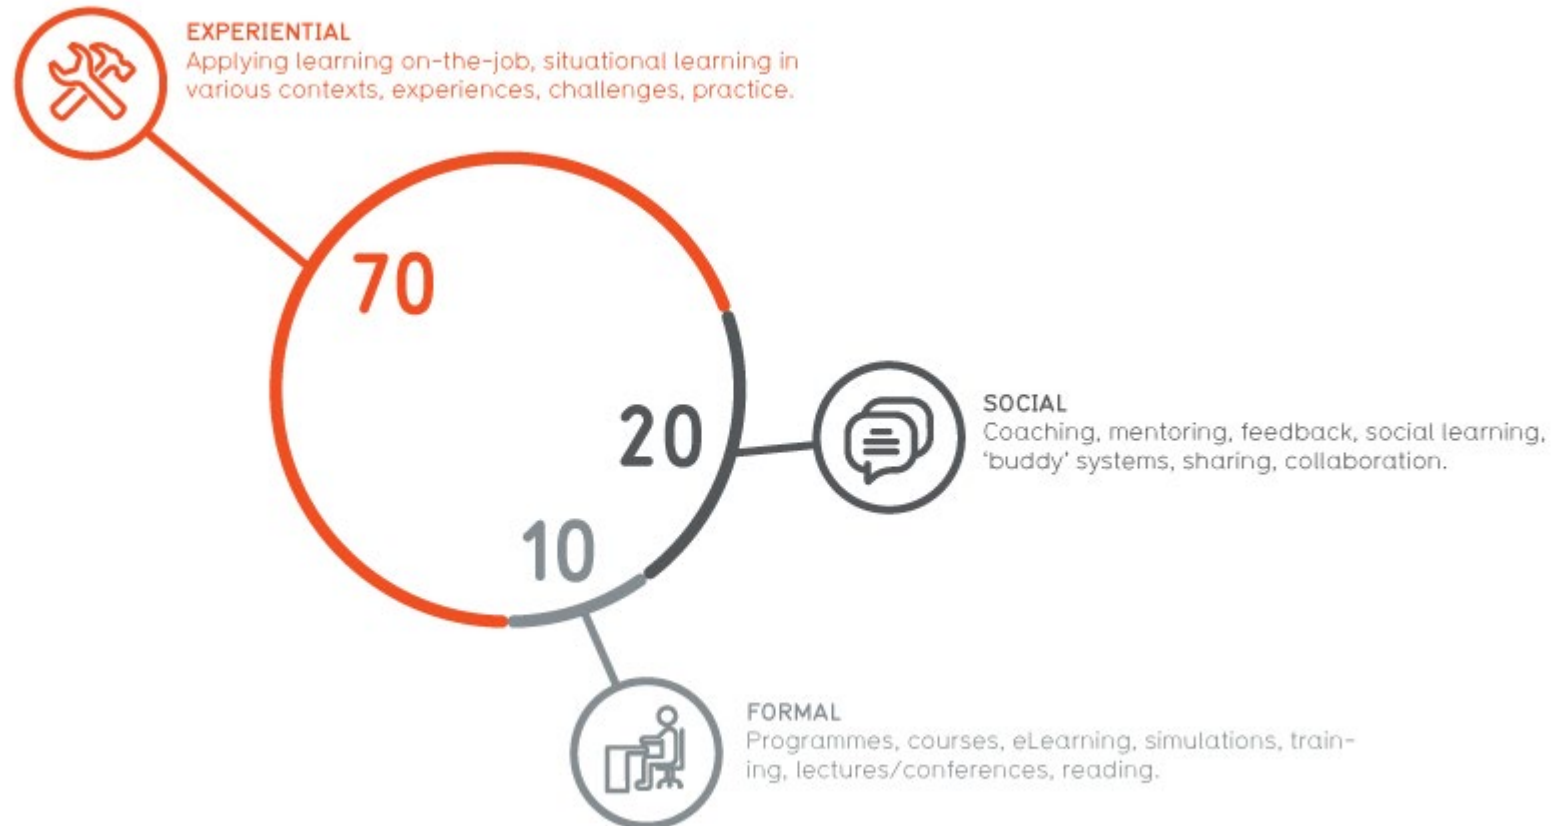 EXPERIENTIAL
Applying learning on-the-job, situational learning in
various contexts, experiences, challenges, practice.
70
20
SOCIAL
Coaching, mentoring, feedback, social learning,
‘buddy’ systems, sharing, collaboration.
10
FORMAL
Programmes, courses, eLearning, simulations, train-
ing, lectures/conferences, reading.